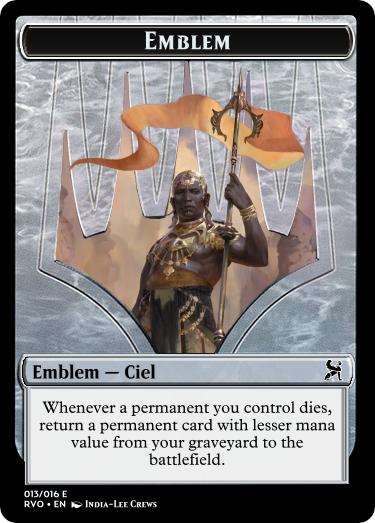 EMBLEM
Emblem — Ciel
Whenever a permanent you control dies,
return a permanent card with lesser mana
value from your graveyard to the
battlefield.
013/016 E
RVO • EN India-Lee Crews